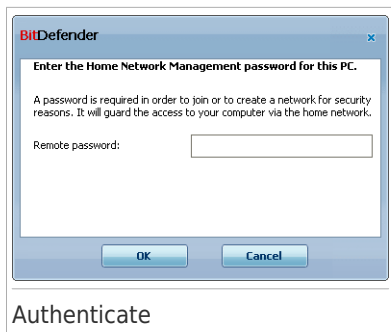 BitDefender
Enter the Home Network Management password for this PC.
A password is required in order to join or to create a network for security
reasons. It will guard the access to your computer via the home network.
Remote password:
OK Cancel
Authenticate